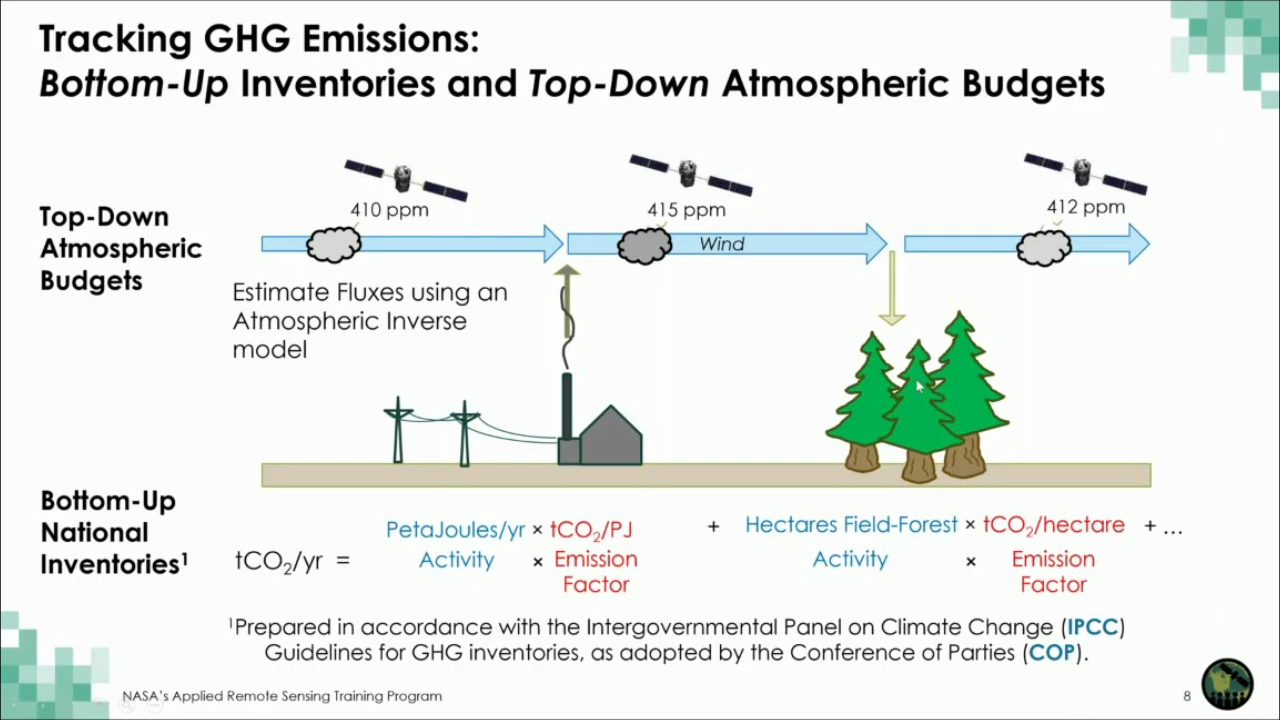 Tracking GHG Emissions:
Bottom-Up Inventories and Top-Down Atmospheric Budgets
Top-Down
Atmospheric
Budgets
410 ppm
415 ppm
412 ppm
Wind
Estimate Fluxes using an
Atmospheric Inverse
model
Bottom-Up
National
Inventories¹
tCO₂/yr =
PetaJoules/yr × tCO₂/PJ + Hectares Field-Forest × tCO₂/hectare + ...
Activity × Emission Factor
Activity × Emission Factor
¹Prepared in accordance with the Intergovernmental Panel on Climate Change (IPCC)
Guidelines for GHG inventories, as adopted by the Conference of Parties (COP).
NASA's Applied Remote Sensing Training Program
8